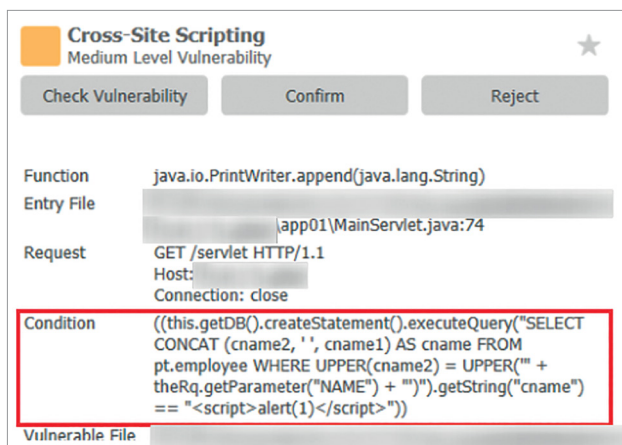 Cross-Site Scripting
Medium Level Vulnerability
Check Vulnerability
Confirm
Reject
Function java.io.PrintWriter.append(java.lang.String)
Entry File
\app01\MainServlet.java:74
Request GET /servlet HTTP/1.1
Host:
Connection: close
Condition ((this.getDB().createStatement().executeQuery("SELECT
CONCAT (cname2, ' ', cname1) AS cname FROM
pt.employee WHERE UPPER(cname2) = UPPER('" +
theRq.getParameter("NAME") + "')").getString("cname")
== "<script>alert(1)</script>"))
Vulnerable File